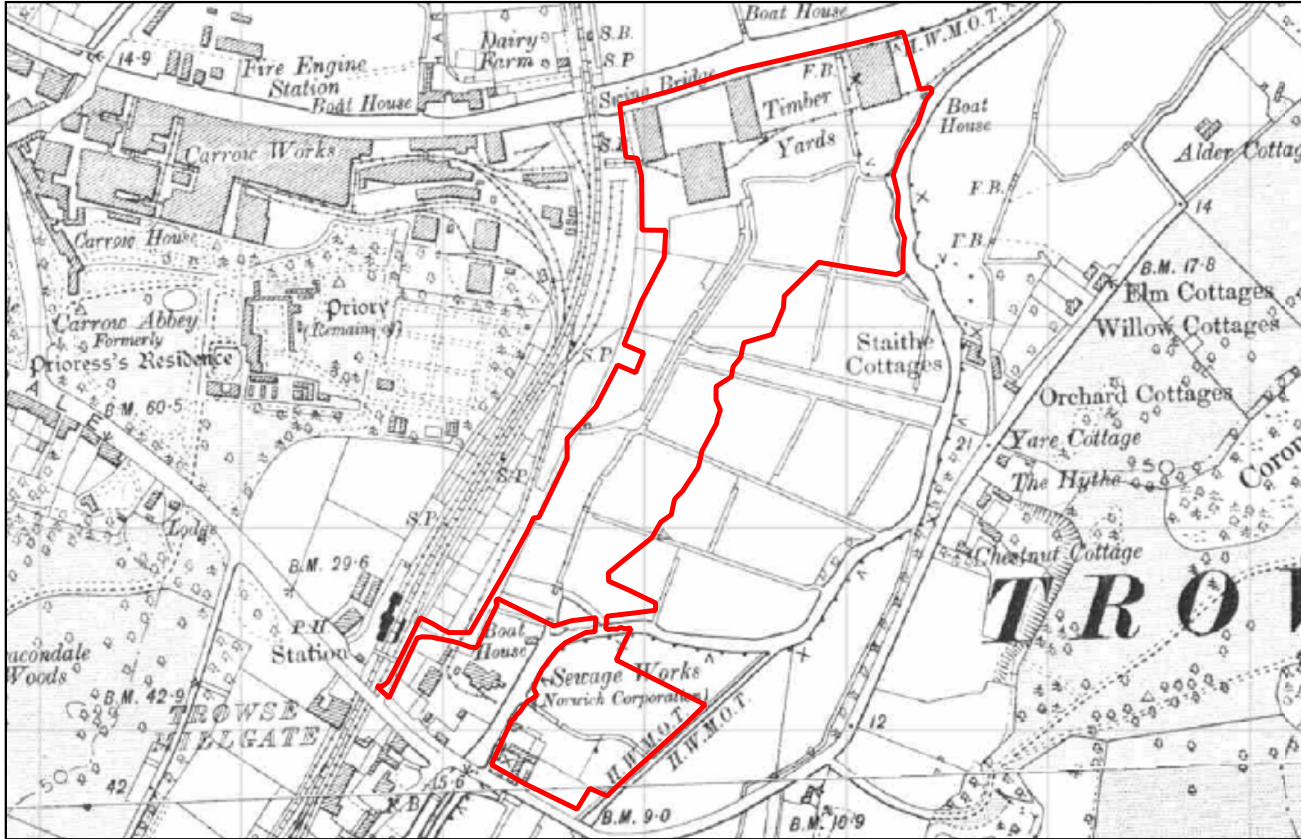 Boat House
14·9
Fire Engine
Station
Boat House
Dairy
Farm
S.B.
S.P
Swing Bridge
H.W.M.O.T.
F.B.
Timber
Yards
Boat
House
Carrow Works
Alder Cottag
F.B.
14
Carrow House
F.B.
B.M. 17·8
Elm Cottages
Priory
(Remains of)
Carrow Abbey
Formerly
Prioress's Residence
Willow Cottages
Staithe
Cottages
S.P.
B.M. 60·5
Orchard Cottages
21
Yare Cottage
Coron
S.P.
The Hythe
Lodge
S.P.
Chestnut Cottage
B.M. 29·6
TROW
P.H
Station
Boat
House
acondale
Woods
B.M. 42·9
Sewage Works
(Norwich Corporation)
TROWSE
MILLGATE
H.W.M.O.T.
H.W.M.O.T.
12
42
15·6
B.M. 9·0
B.M. 10·9